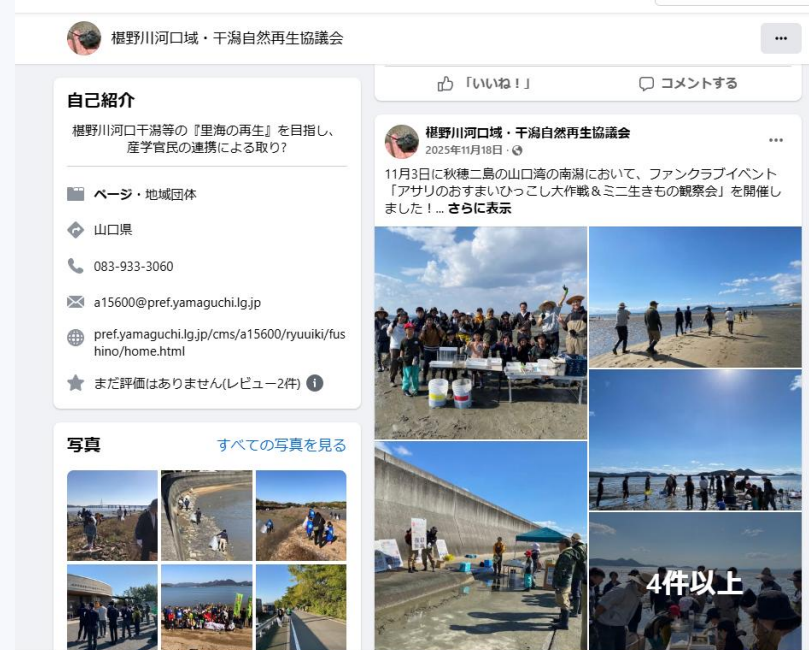 椹野川河口域・干潟自然再生協議会
自己紹介
椹野川河口干潟等の『里海の再生』を目指し、
産学官民の連携による取り?
ページ・地域団体
山口県
083-933-3060
a15600@pref.yamaguchi.lg.jp
pref.yamaguchi.lg.jp/cms/a15600/ryuuiki/fus
hino/home.html
まだ評価はありません(レビュー2件)
写真
すべての写真を見る
「いいね！」
コメントする
椹野川河口域・干潟自然再生協議会
2025年11月18日・
11月3日に秋穂二島の山口湾の南潟において、ファンクラブイベント
「アサリのおすまいひっこし大作戦＆ミニ生きもの観察会」を開催し
ました！... さらに表示
4件以上